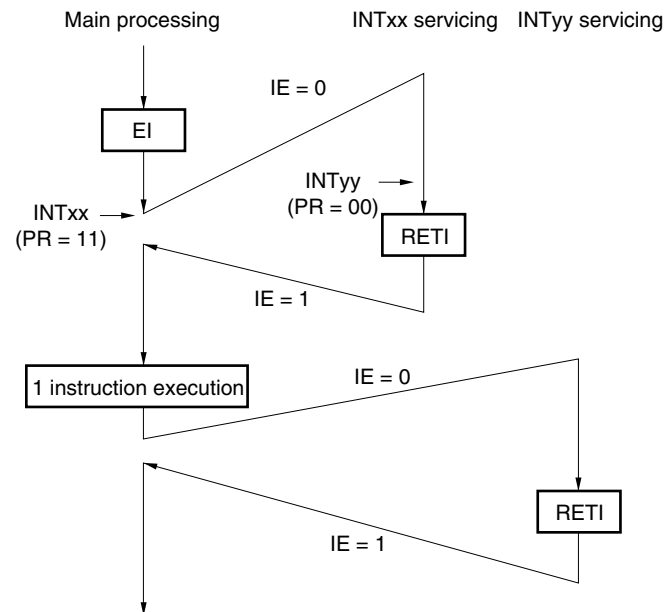 Main processing
INTxx servicing
INTyy servicing
IE = 0
EI
INTyy
(PR = 00)
INTxx
(PR = 11)
RETI
IE = 1
1 instruction execution
IE = 0
RETI
IE = 1